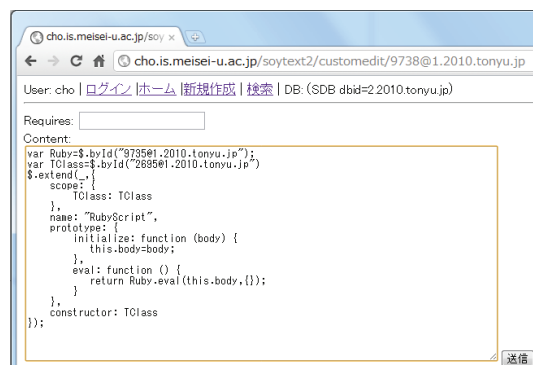 cho.is.meisei-u.ac.jp/soy ×
cho.is.meisei-u.ac.jp/soytext2/customedit/9738@1.2010.tonyu.jp
User: cho | ログイン |ホーム |新規作成 | 検索 | DB: (SDB dbid=2.2010.tonyu.jp)
Requires:
Content:
var Ruby=$.byId("9735@1.2010.tonyu.jp");
var TClass=$.byId("2695@1.2010.tonyu.jp")
$.extend(_,{
    scope: {
        TClass: TClass
    },
    name: "RubyScript",
    prototype: {
        initialize: function (body) {
            this.body=body;
        },
        eval: function () {
            return Ruby.eval(this.body,{});
        }
    },
    constructor: TClass
});
送信